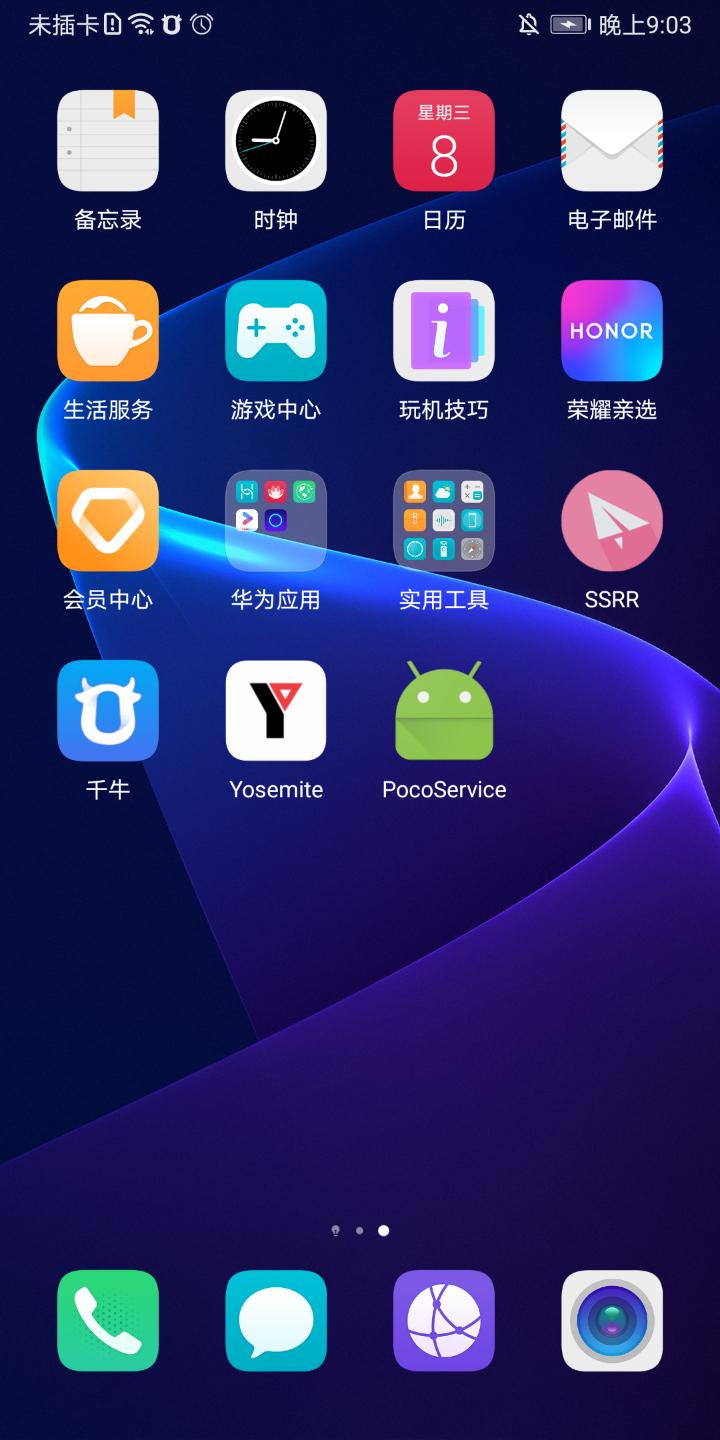 未插卡 晚上9:03
星期三
8
备忘录 时钟 日历 电子邮件
HONOR
生活服务 游戏中心 玩机技巧 荣耀亲选
会员中心 华为应用 实用工具 SSRR
千牛 Yosemite PocoService